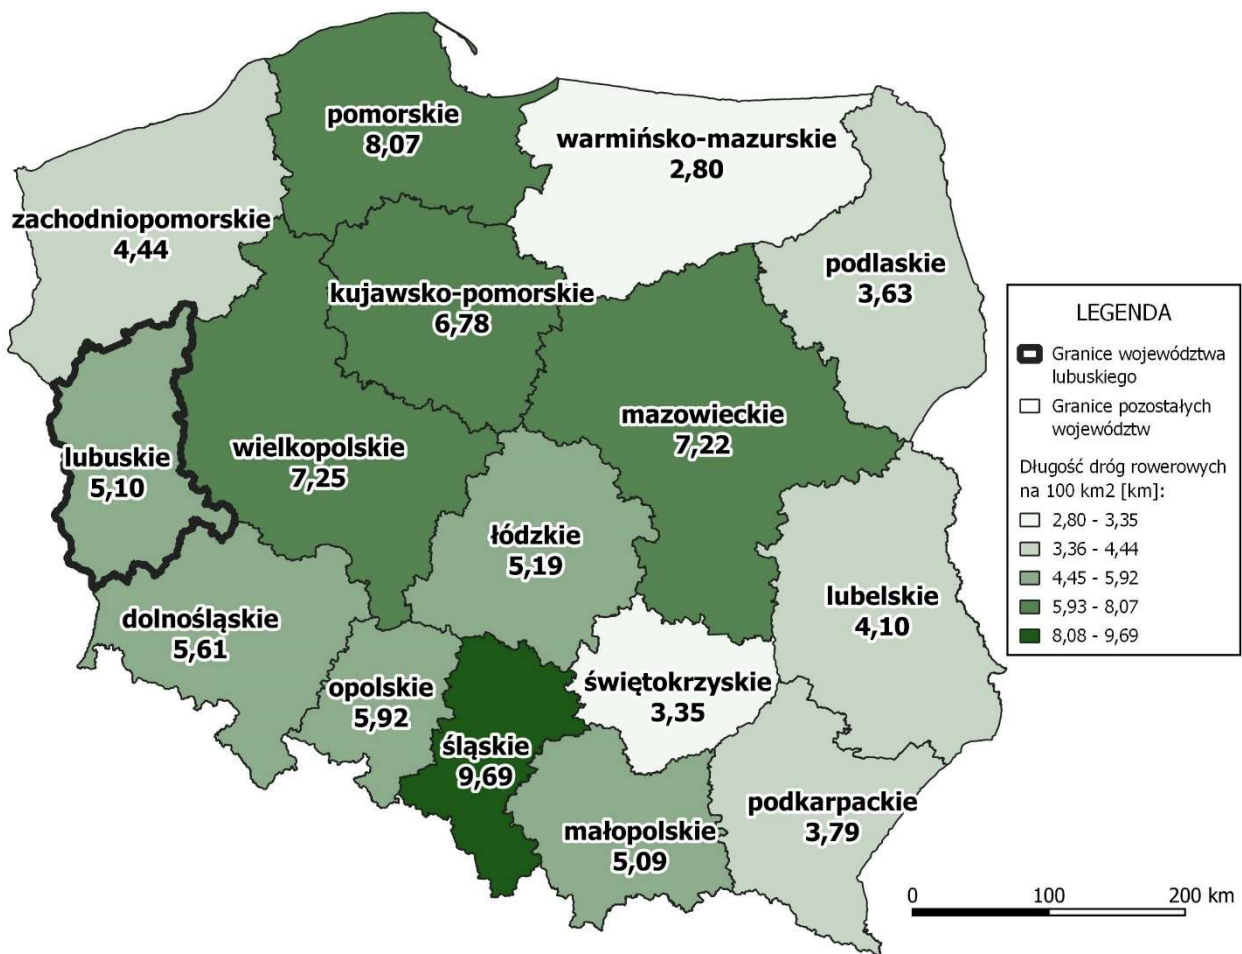 pomorskie
8,07
warmińsko-mazurskie
2,80
zachodniopomorskie
4,44
podlaskie
3,63
kujawsko-pomorskie
6,78
mazowieckie
7,22
wielkopolskie
7,25
lubuskie
5,10
łódzkie
5,19
lubelskie
4,10
dolnośląskie
5,61
opolskie
5,92
świętokrzyskie
3,35
śląskie
9,69
podkarpackie
3,79
małopolskie
5,09
LEGENDA
Granice województwa
lubuskiego
Granice pozostałych
województw
Długość dróg rowerowych
na 100 km2 [km]:
2,80 - 3,35
3,36 - 4,44
4,45 - 5,92
5,93 - 8,07
8,08 - 9,69
0 100 200 km